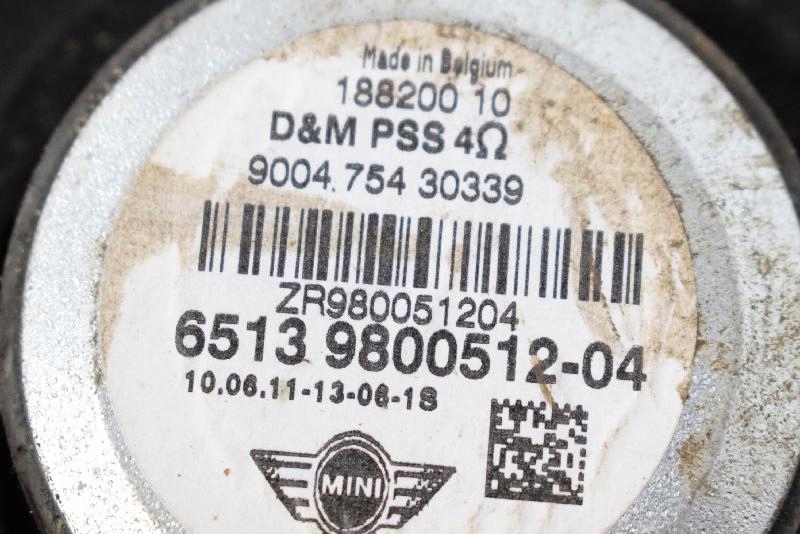 Made in Belgium
188200 10
D&M PSS 4Ω
9004.754 30339
ZR980051204
6513 9800512-04
10.06.11-13-06-1S
MINI